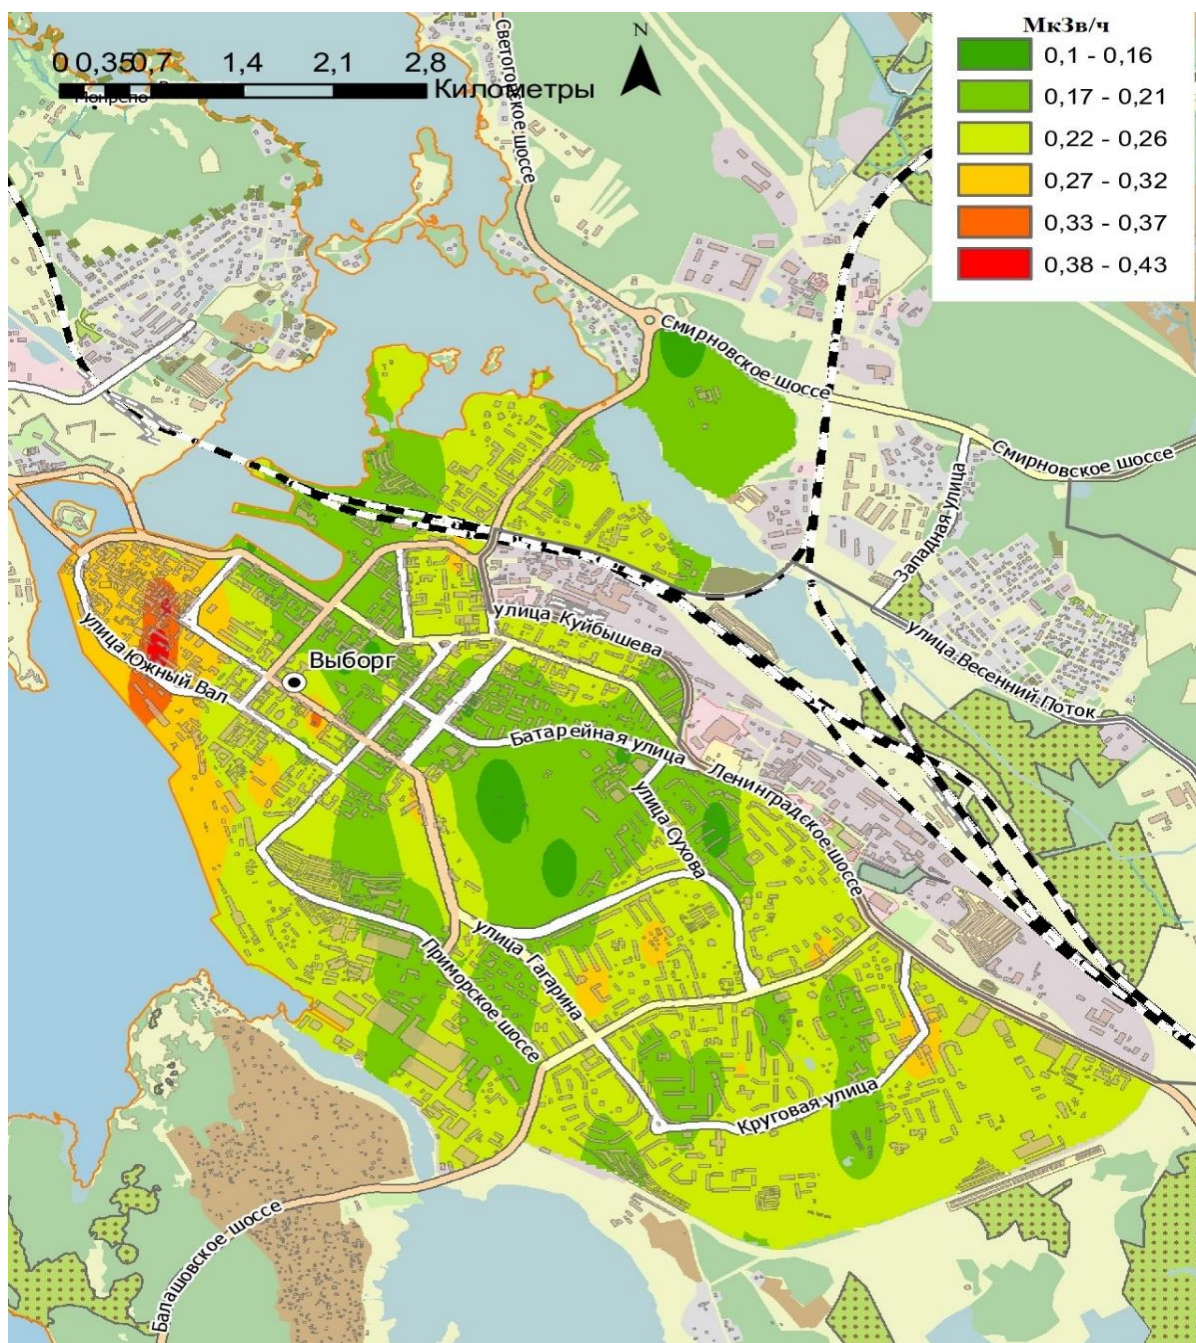 МкЗв/ч
0,1 - 0,16
0,17 - 0,21
0,22 - 0,26
0,27 - 0,32
0,33 - 0,37
0,38 - 0,43
0 0,35 0,7 1,4 2,1 2,8
Километры
N
Монрепо
Светогорское шоссе
Смирновское шоссе
Смирновское шоссе
Западная улица
улица Весенний Поток
улица Куйбышева
Выборг
улица Южный Вал
Батарейная улица
Ленинградское шоссе
улица Сухова
улица Гагарина
Приморское шоссе
Круговая улица
Балашовское шоссе